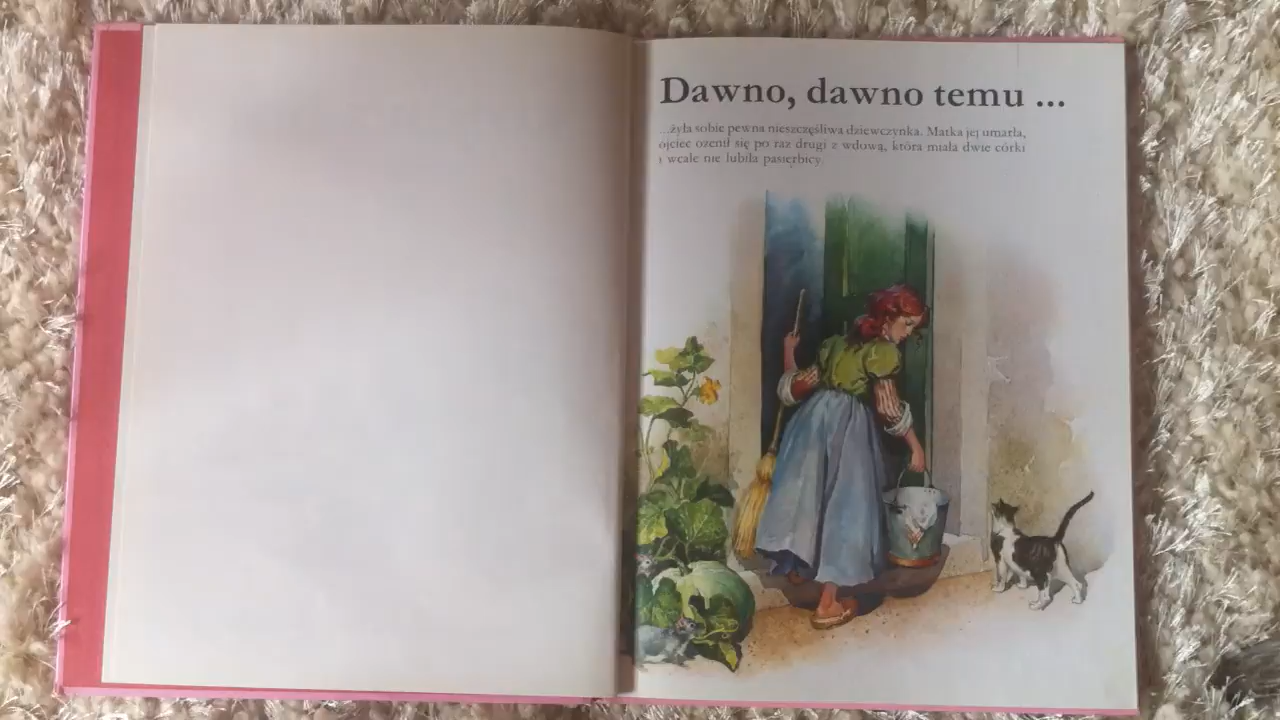 Dawno, dawno temu ...
...żyła sobie pewna nieszczęśliwa dziewczynka. Matka jej umarła,
ojciec ożenił się po raz drugi z wdową, która miała dwie córki
i wcale nie lubiła pasierbicy.